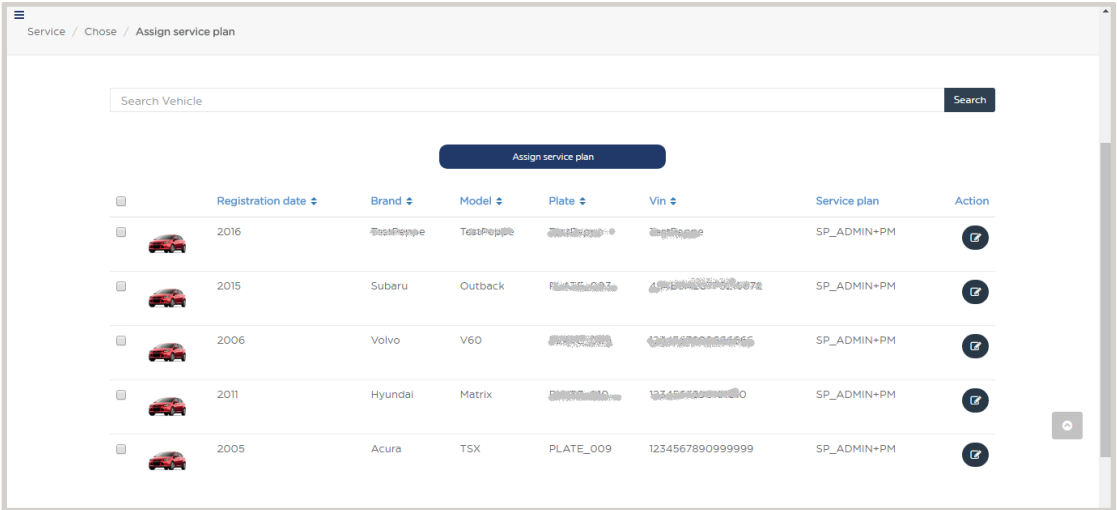 Service / Chose / Assign service plan
Search Vehicle Search
Assign service plan
Registration date Brand Model Plate Vin Service plan Action
2016 SP_ADMIN+PM
2015 Subaru Outback SP_ADMIN+PM
2006 Volvo V60 SP_ADMIN+PM
2011 Hyundai Matrix SP_ADMIN+PM
2005 Acura TSX PLATE_009 1234567890999999 SP_ADMIN+PM